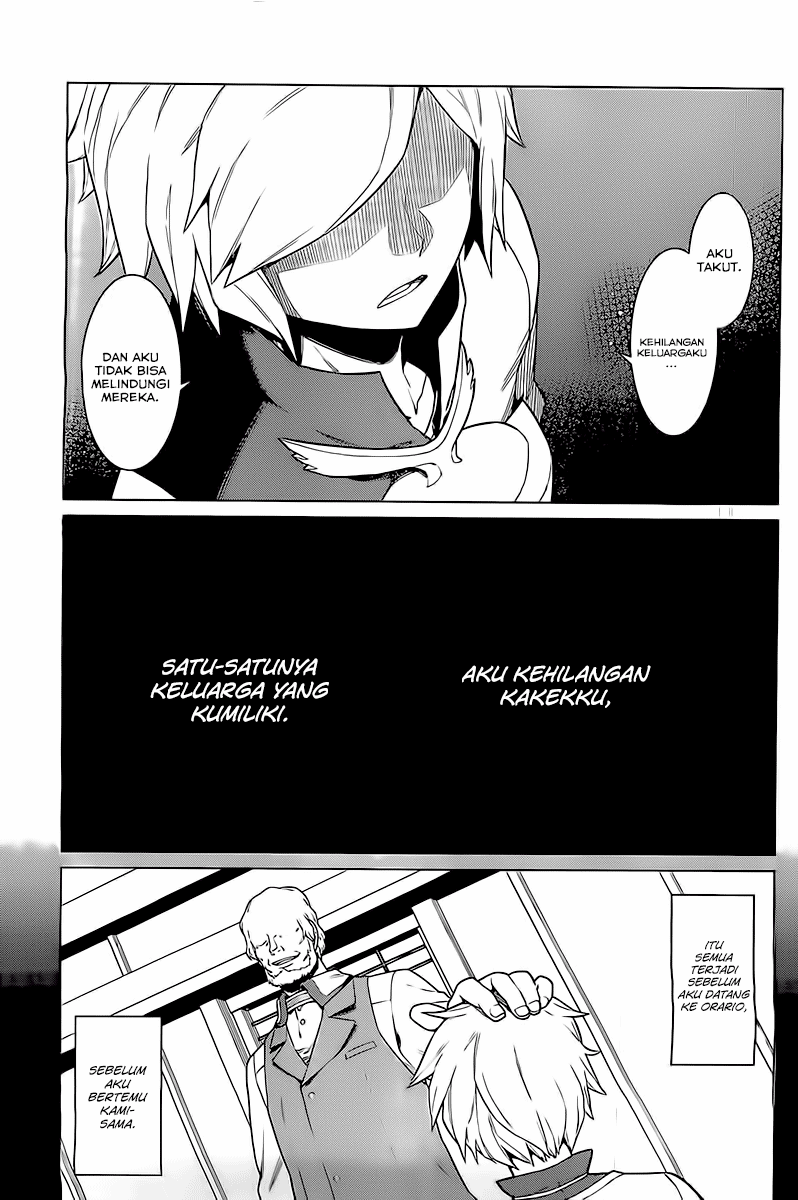 AKU
TAKUT.
KEHILANGAN
KELUARGAKU
...
DAN AKU
TIDAK BISA
MELINDUNGI
MEREKA.
AKU KEHILANGAN
KAKEKKU,
SATU-SATUNYA
KELUARGA YANG
KUMILIKI.
ITU
SEMUA
TERJADI
SEBELUM
AKU DATANG
KE ORARIO,
SEBELUM
AKU
BERTEMU
KAMI-
SAMA.